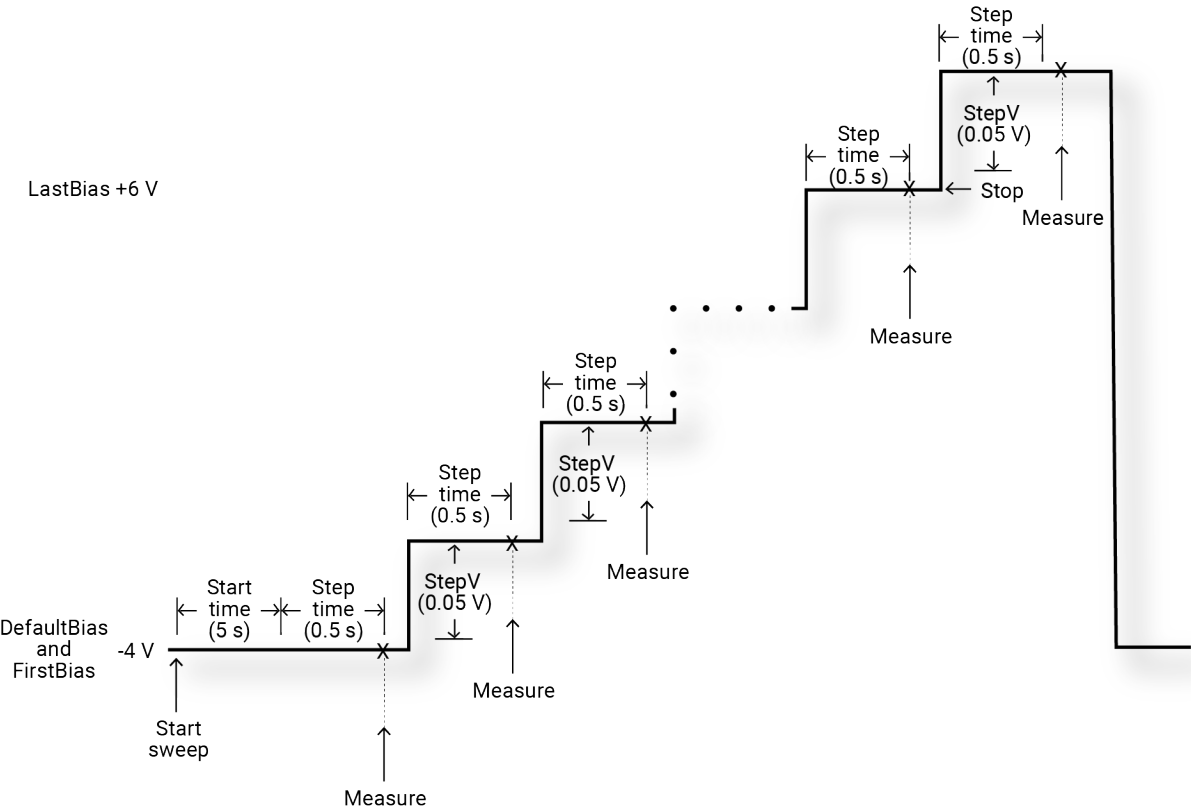 Step
time
(0.5 s)
StepV
(0.05 V)
Step
time
(0.5 s)
LastBias +6 V
Stop
Measure
X
X
Measure
Step
time
(0.5 s)
X
StepV
(0.05 V)
Step
time
(0.5 s)
Measure
X
StepV
(0.05 V)
Start
time
(5 s)
Step
time
(0.5 s)
DefaultBias
and
FirstBias
-4 V
X
Measure
Start
sweep
Measure